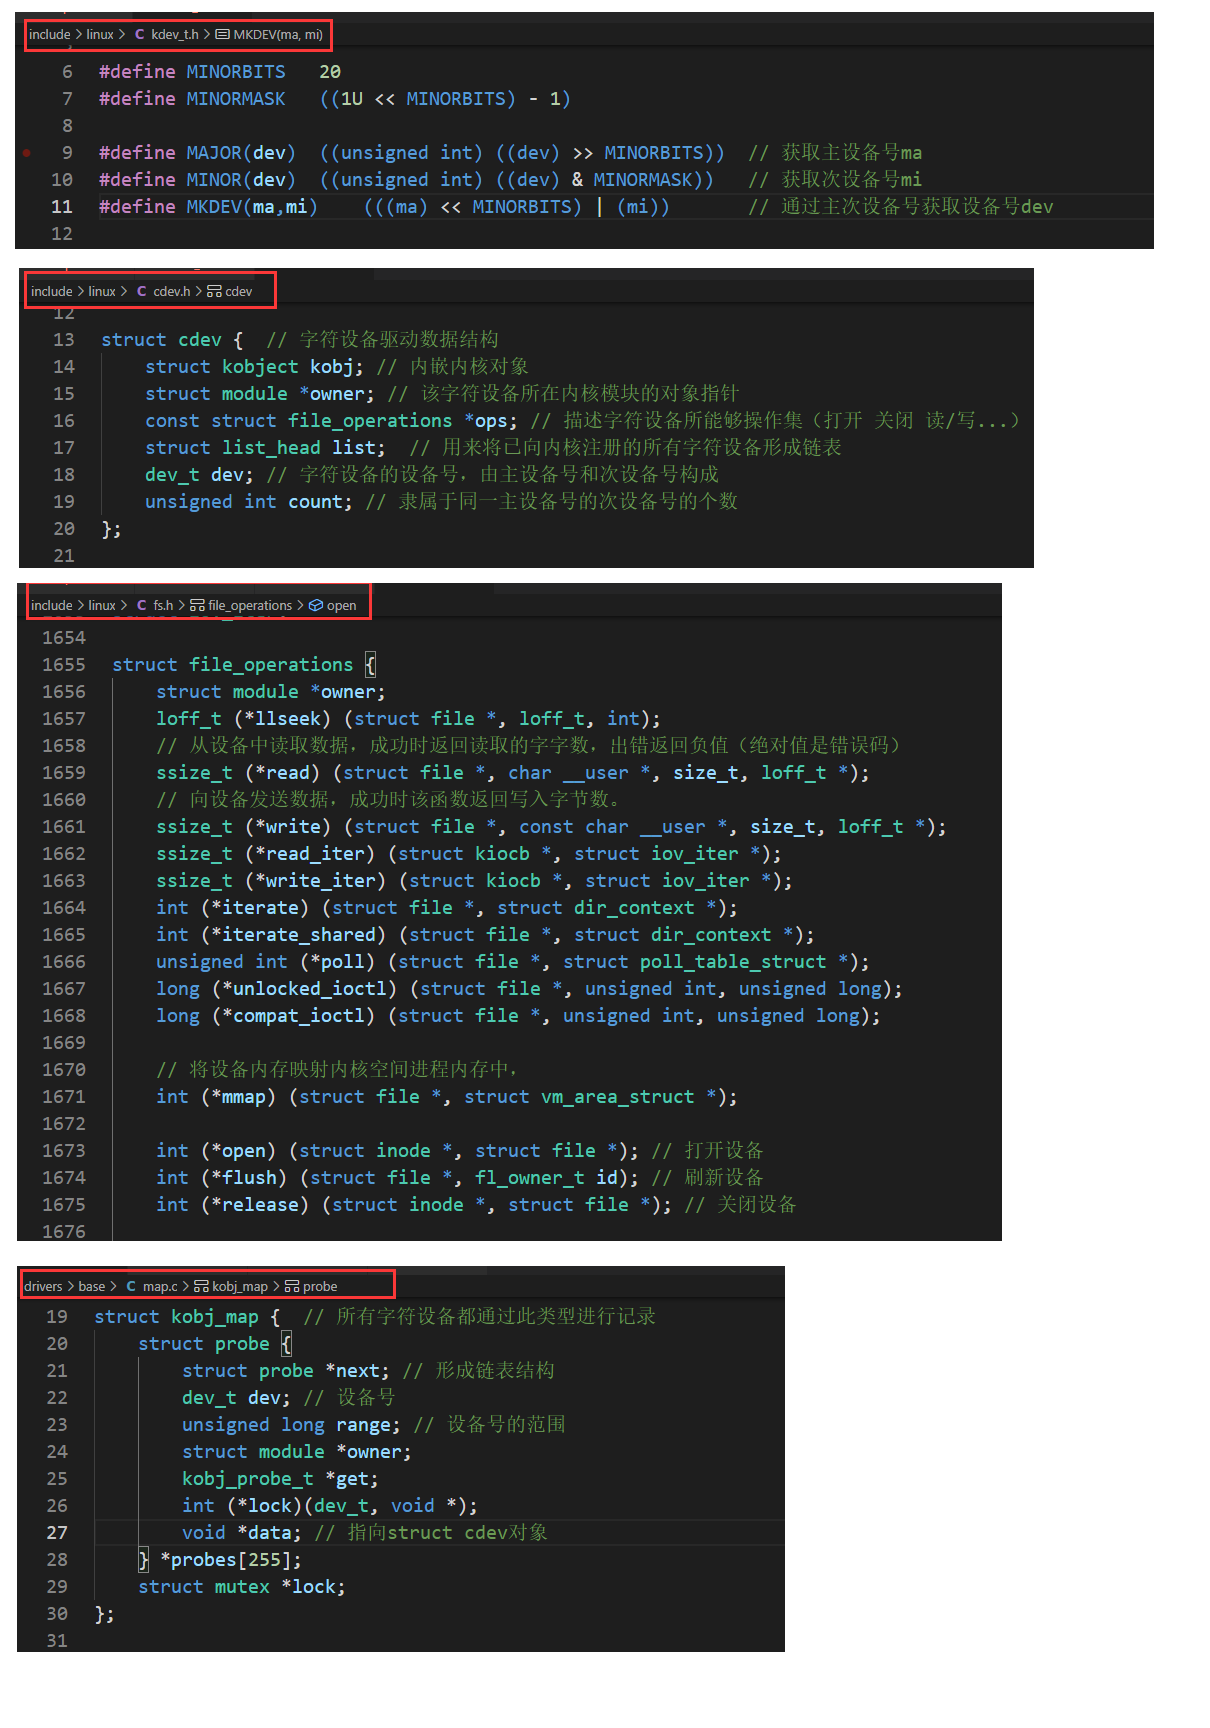 include > linux > C kdev_t.h > MKDEV(ma, mi)
6 #define MINORBITS 20
7 #define MINORMASK ((1U << MINORBITS) - 1)
8
9 #define MAJOR(dev) ((unsigned int) ((dev) >> MINORBITS)) // 获取主设备号ma
10 #define MINOR(dev) ((unsigned int) ((dev) & MINORMASK)) // 获取次设备号mi
11 #define MKDEV(ma,mi) (((ma) << MINORBITS) | (mi)) // 通过主次设备号获取设备号dev
12
include > linux > C cdev.h > cdev
12
13 struct cdev { // 字符设备驱动数据结构
14 struct kobject kobj; // 内嵌内核对象
15 struct module *owner; // 该字符设备所在内核模块的对象指针
16 const struct file_operations *ops; // 描述字符设备所能够操作集（打开 关闭 读/写...）
17 struct list_head list; // 用来将已向内核注册的所有字符设备形成链表
18 dev_t dev; // 字符设备的设备号，由主设备号和次设备号构成
19 unsigned int count; // 隶属于同一主设备号的次设备号的个数
20 };
21
include > linux > C fs.h > file_operations > open
1654
1655 struct file_operations {
1656 struct module *owner;
1657 loff_t (*llseek) (struct file *, loff_t, int);
1658 // 从设备中读取数据，成功时返回读取的字字数，出错返回负值（绝对值是错误码）
1659 ssize_t (*read) (struct file *, char __user *, size_t, loff_t *);
1660 // 向设备发送数据，成功时该函数返回写入字节数。
1661 ssize_t (*write) (struct file *, const char __user *, size_t, loff_t *);
1662 ssize_t (*read_iter) (struct kiocb *, struct iov_iter *);
1663 ssize_t (*write_iter) (struct kiocb *, struct iov_iter *);
1664 int (*iterate) (struct file *, struct dir_context *);
1665 int (*iterate_shared) (struct file *, struct dir_context *);
1666 unsigned int (*poll) (struct file *, struct poll_table_struct *);
1667 long (*unlocked_ioctl) (struct file *, unsigned int, unsigned long);
1668 long (*compat_ioctl) (struct file *, unsigned int, unsigned long);
1669
1670 // 将设备内存映射内核空间进程内存中，
1671 int (*mmap) (struct file *, struct vm_area_struct *);
1672
1673 int (*open) (struct inode *, struct file *); // 打开设备
1674 int (*flush) (struct file *, fl_owner_t id); // 刷新设备
1675 int (*release) (struct inode *, struct file *); // 关闭设备
1676
drivers > base > C map.c > kobj_map > probe
19 struct kobj_map { // 所有字符设备都通过此类型进行记录
20 struct probe {
21 struct probe *next; // 形成链表结构
22 dev_t dev; // 设备号
23 unsigned long range; // 设备号的范围
24 struct module *owner;
25 kobj_probe_t *get;
26 int (*lock)(dev_t, void *);
27 void *data; // 指向struct cdev对象
28 } *probes[255];
29 struct mutex *lock;
30 };
31